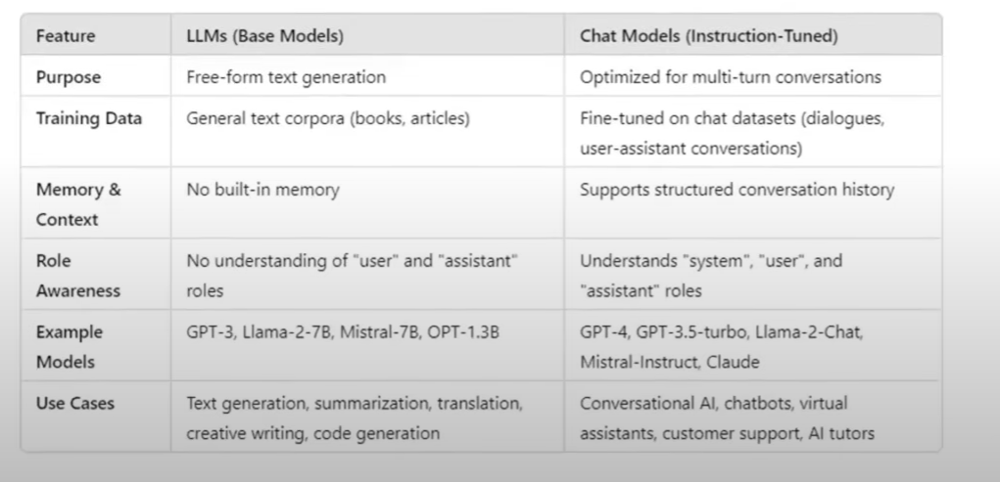 Feature LLMs (Base Models) Chat Models (Instruction-Tuned)
Purpose Free-form text generation Optimized for multi-turn conversations
Training Data General text corpora (books, articles) Fine-tuned on chat datasets (dialogues,
user-assistant conversations)
Memory & No built-in memory Supports structured conversation history
Context
Role No understanding of "user" and "assistant" Understands "system", "user", and
Awareness roles "assistant" roles
Example GPT-3, Llama-2-7B, Mistral-7B, OPT-1.3B GPT-4, GPT-3.5-turbo, Llama-2-Chat,
Models Mistral-Instruct, Claude
Use Cases Text generation, summarization, translation, Conversational AI, chatbots, virtual
creative writing, code generation assistants, customer support, AI tutors